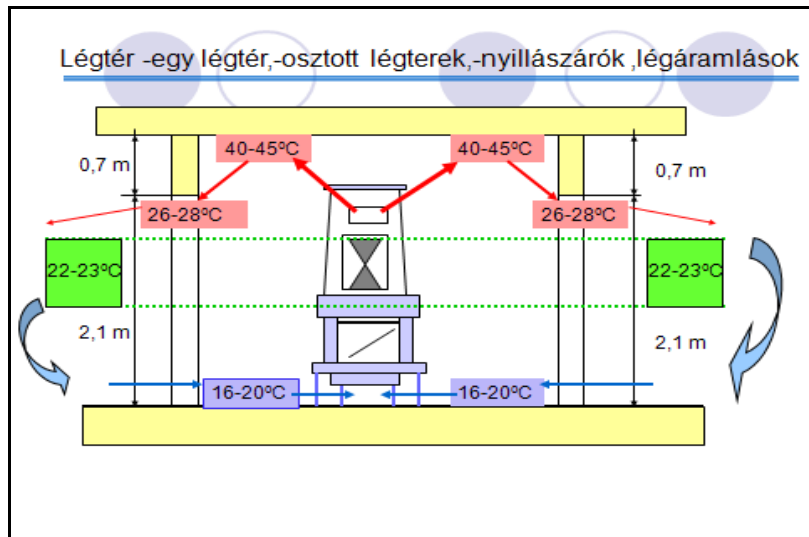 Légtér -egy légtér,-osztott légterek,-nyillászárók ,légáramlások
40-45ºC 40-45ºC
0,7 m 0,7 m
26-28ºC 26-28ºC
22-23ºC 22-23ºC
2,1 m 2,1 m
16-20ºC 16-20ºC